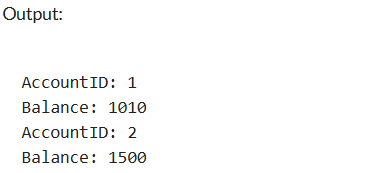 Output:
AccountID: 1
Balance: 1010
AccountID: 2
Balance: 1500